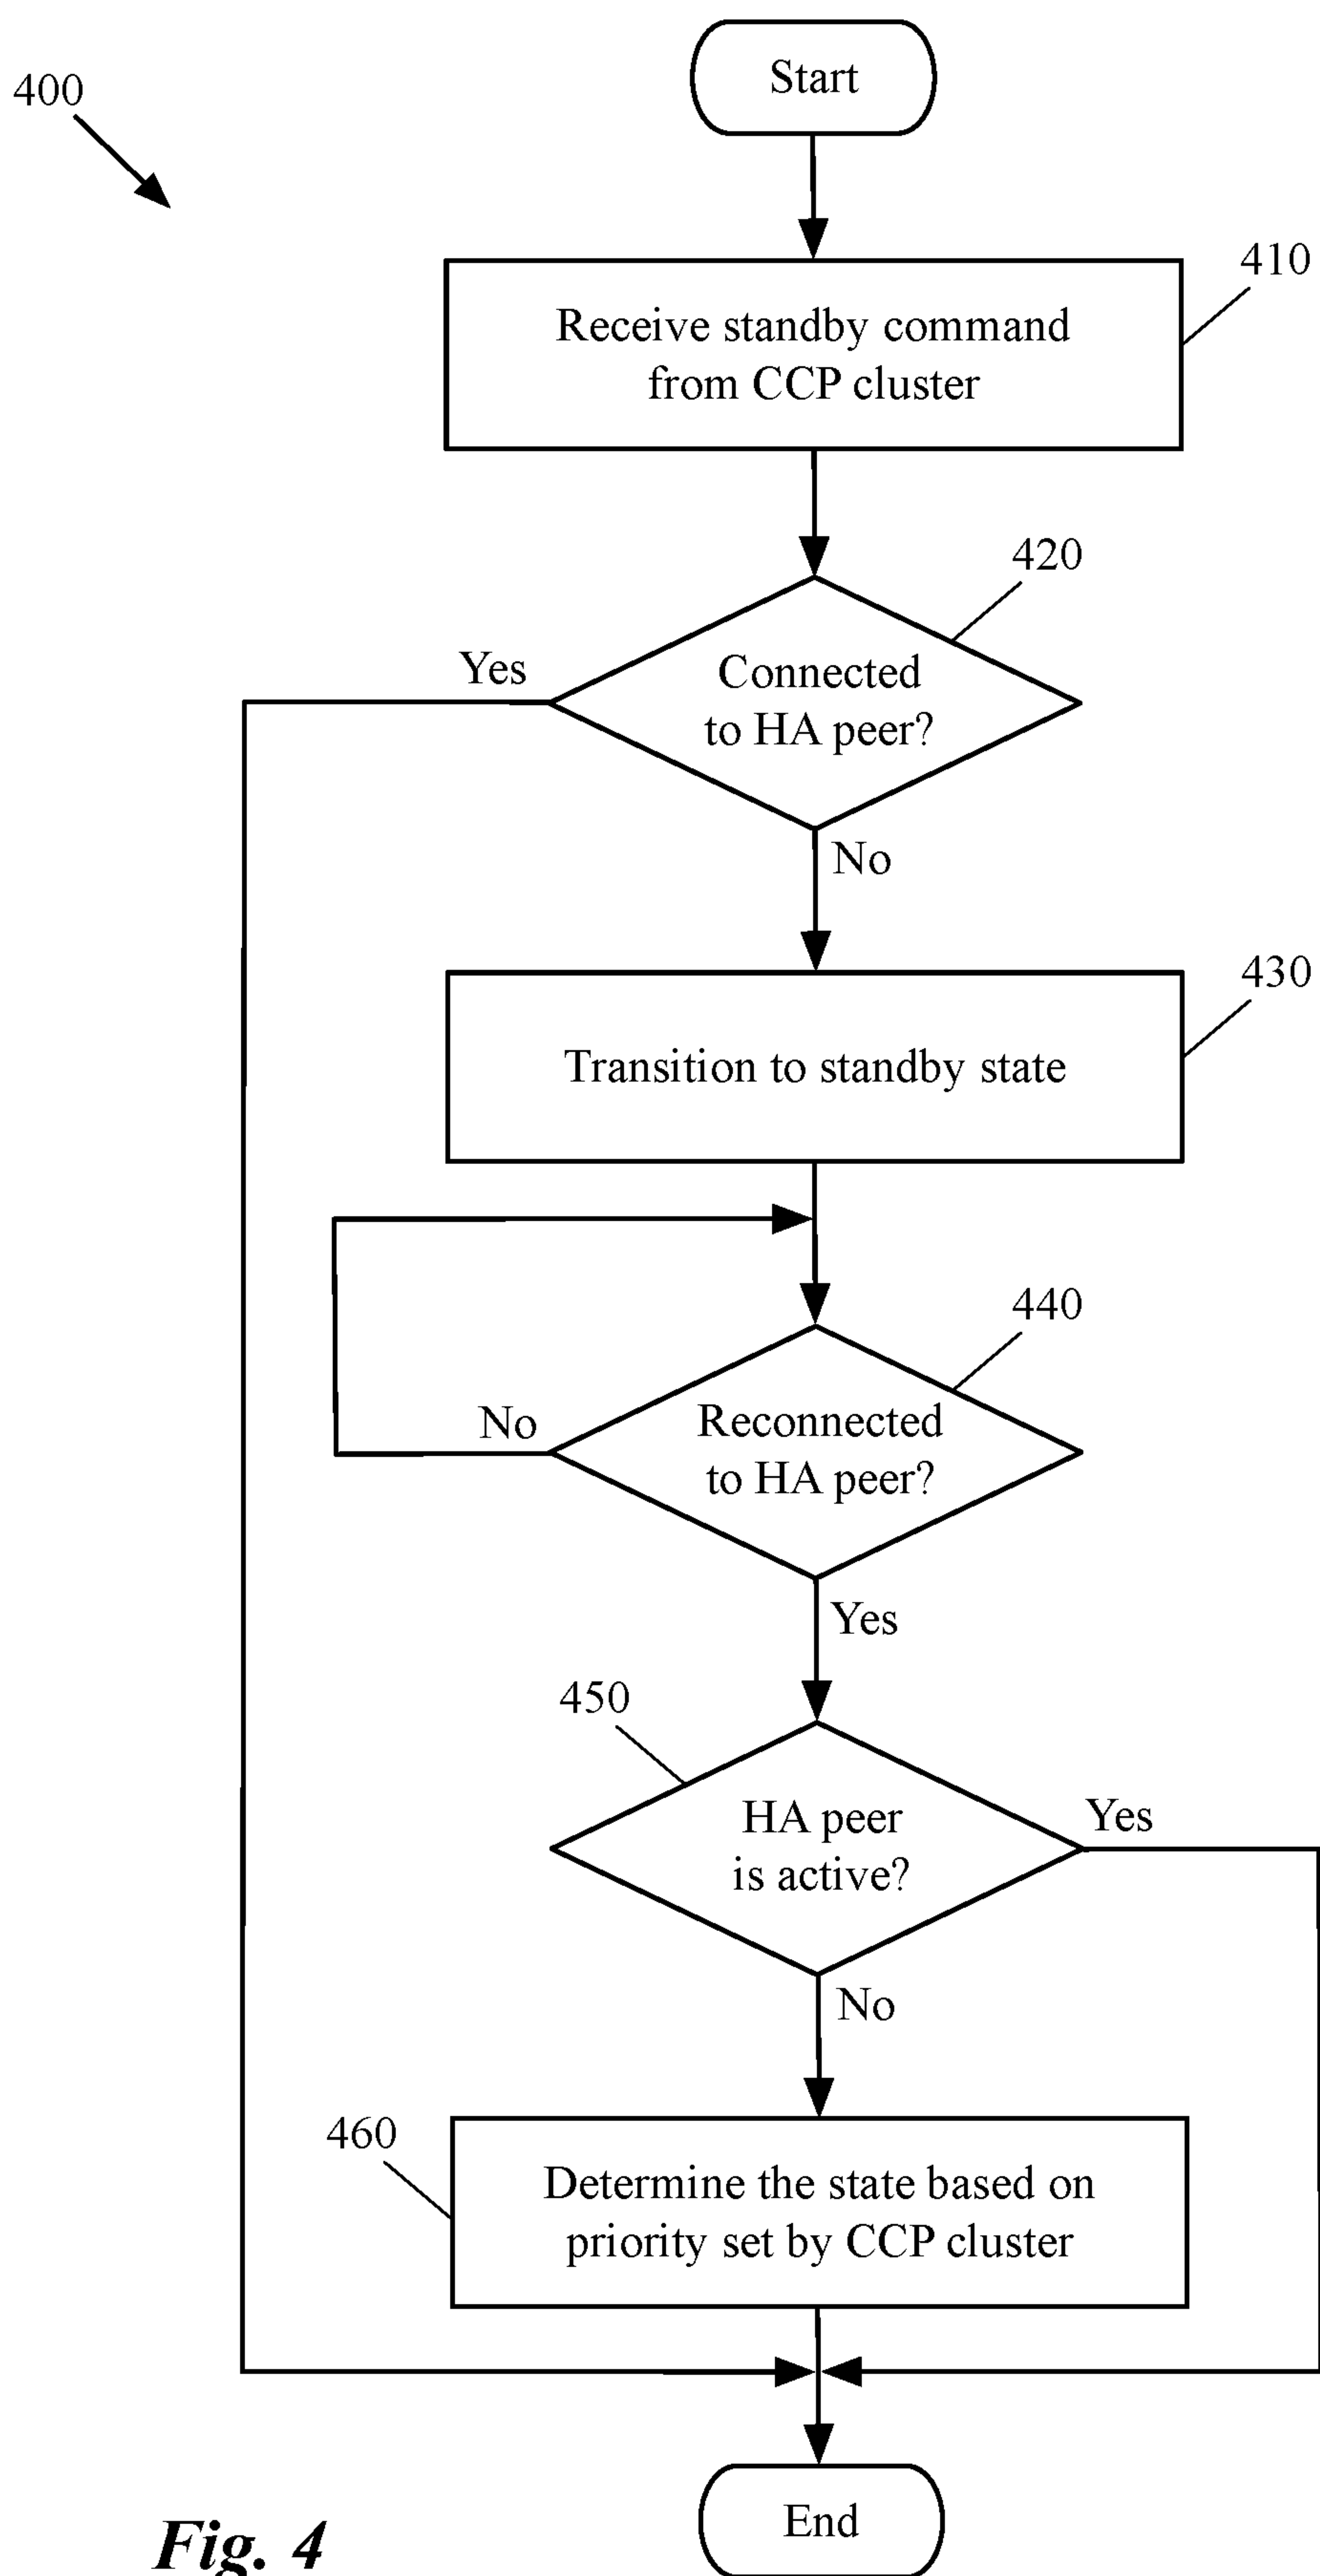 Start
400
410
Receive standby command
from CCP cluster
420
Yes
Connected
to HA peer?
No
430
Transition to standby state
440
No
Reconnected
to HA peer?
Yes
450
HA peer
is active?
Yes
No
460
Determine the state based on
priority set by CCP cluster
End
Fig. 4